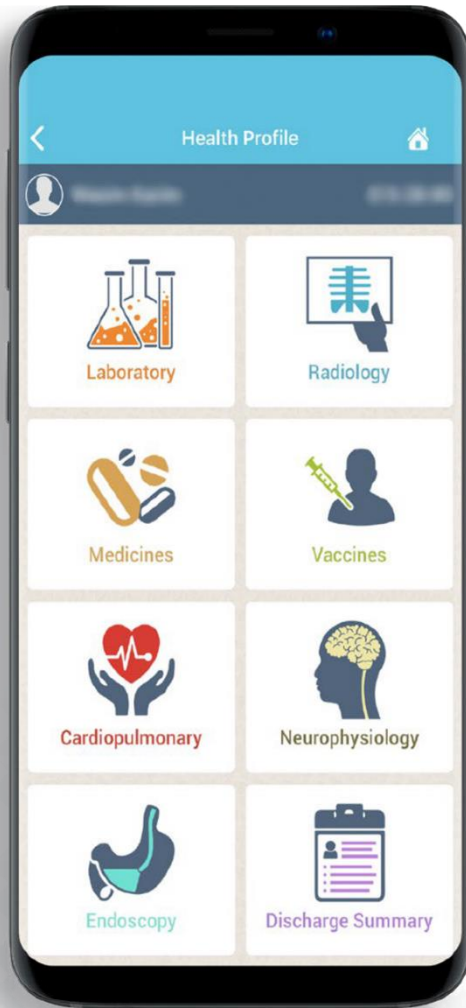 Health Profile
Laboratory
Radiology
Medicines
Vaccines
Cardiopulmonary
Neurophysiology
Endoscopy
Discharge Summary